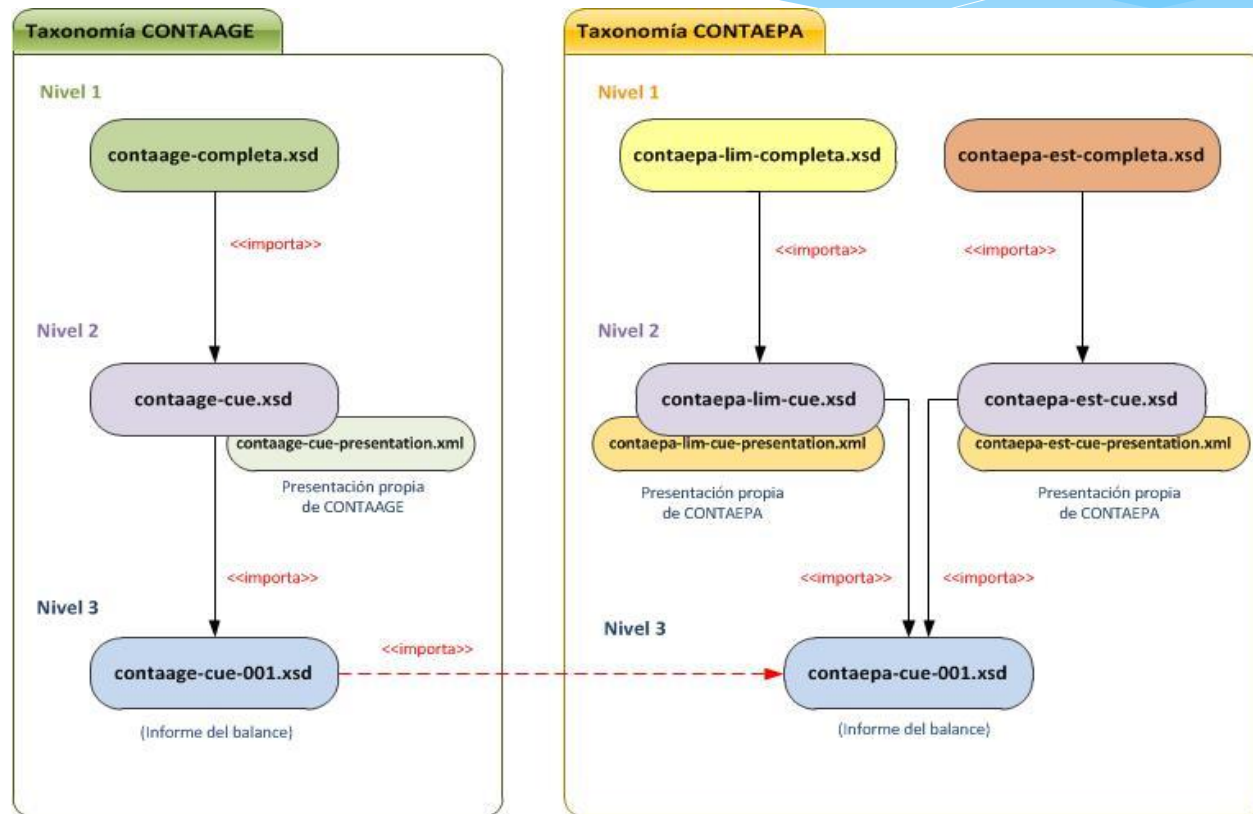 Taxonomía CONTAAGE
Nivel 1
contaage-completa.xsd
<<importa>>
Nivel 2
contaage-cue.xsd
contaage-cue-presentation.xml
Presentación propia
de CONTAAGE
<<importa>>
Nivel 3
contaage-cue-001.xsd
(Informe del balance)
<<importa>>
Taxonomía CONTAEPA
Nivel 1
contaepa-lim-completa.xsd
contaepa-est-completa.xsd
<<importa>>
<<importa>>
Nivel 2
contaepa-lim-cue.xsd
contaepa-est-cue.xsd
contaepa-lim-cue-presentation.xml
contaepa-est-cue-presentation.xml
Presentación propia
de CONTAEPA
Presentación propia
de CONTAEPA
<<importa>>
<<importa>>
Nivel 3
contaepa-cue-001.xsd
(Informe del balance)